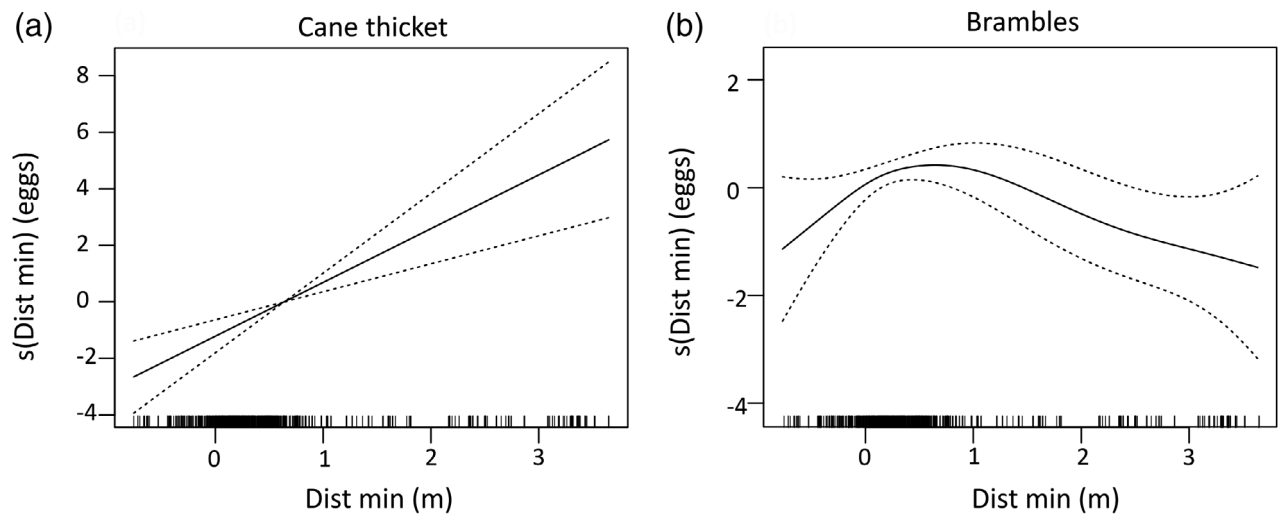 (a)
Cane thicket
s(Dist min) (eggs)
8
6
4
2
0
-2
-4
0 1 2 3
Dist min (m)
(b)
Brambles
s(Dist min) (eggs)
2
0
-2
-4
0 1 2 3
Dist min (m)